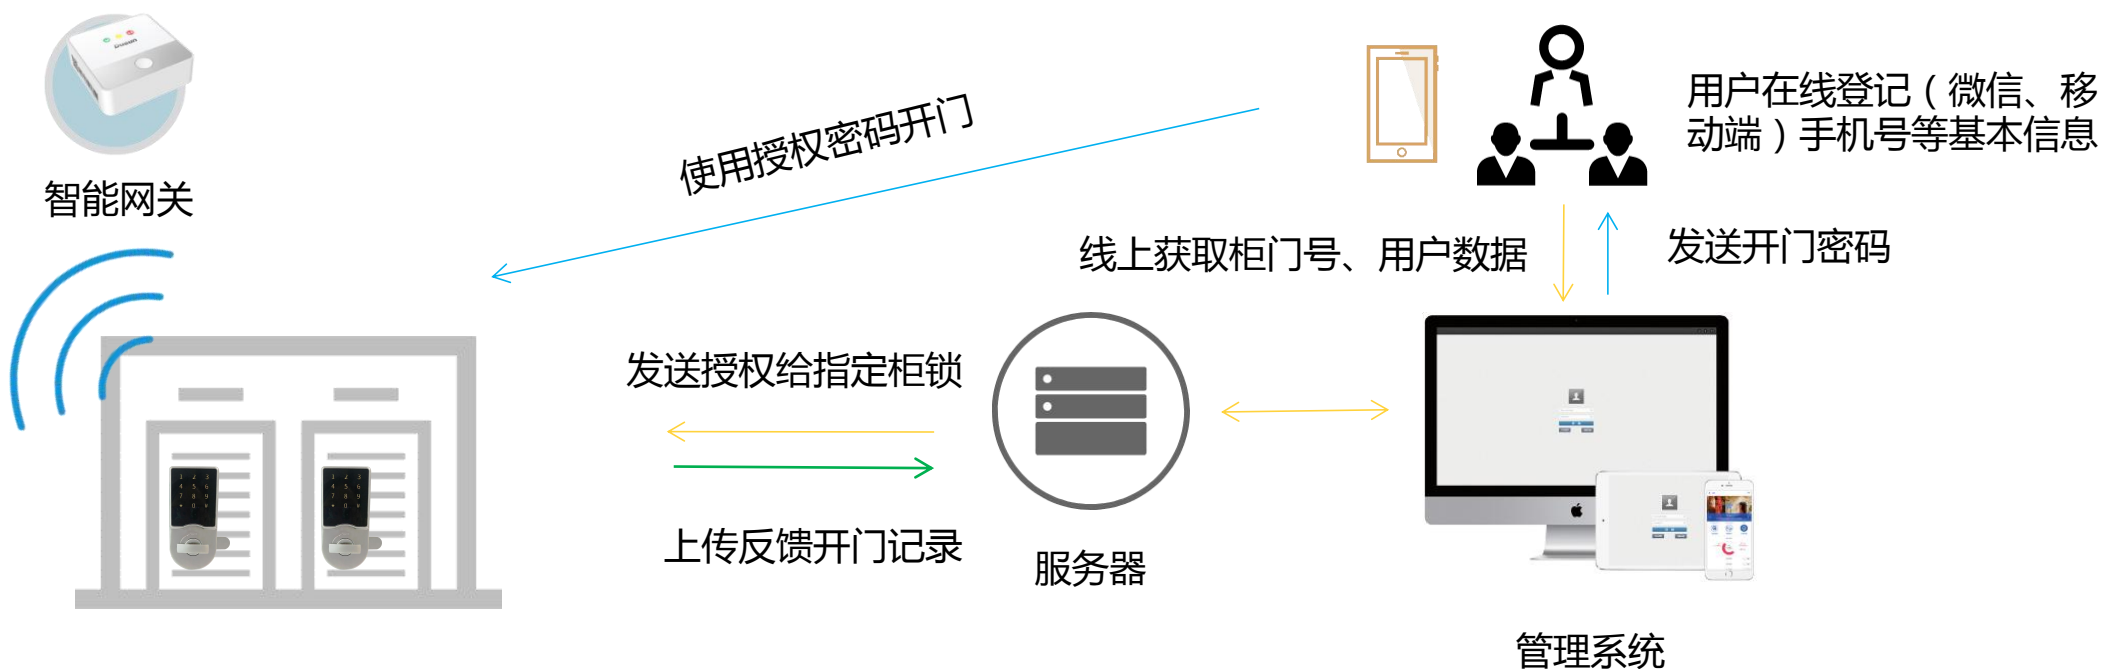 用户在线登记（微信、移
动端）手机号等基本信息
使用授权密码开门
智能网关
线上获取柜门号、用户数据
发送开门密码
发送授权给指定柜锁
上传反馈开门记录
服务器
管理系统